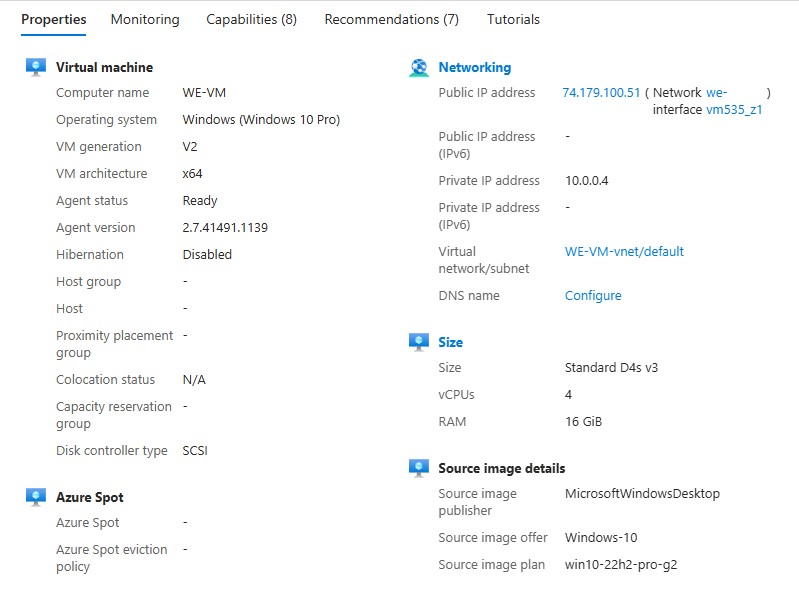 Properties Monitoring Capabilities (8) Recommendations (7) Tutorials
Virtual machine
Computer name WE-VM
Operating system Windows (Windows 10 Pro)
VM generation V2
VM architecture x64
Agent status Ready
Agent version 2.7.41491.1139
Hibernation Disabled
Host group -
Host -
Proximity placement -
group
Colocation status N/A
Capacity reservation -
group
Disk controller type SCSI
Azure Spot
Azure Spot -
Azure Spot eviction -
policy
Networking
Public IP address 74.179.100.51 ( Network we- )
interface vm535_z1
Public IP address -
(IPv6)
Private IP address 10.0.0.4
Private IP address -
(IPv6)
Virtual WE-VM-vnet/default
network/subnet
DNS name Configure
Size
Size Standard D4s v3
vCPUs 4
RAM 16 GiB
Source image details
Source image MicrosoftWindowsDesktop
publisher
Source image offer Windows-10
Source image plan win10-22h2-pro-g2